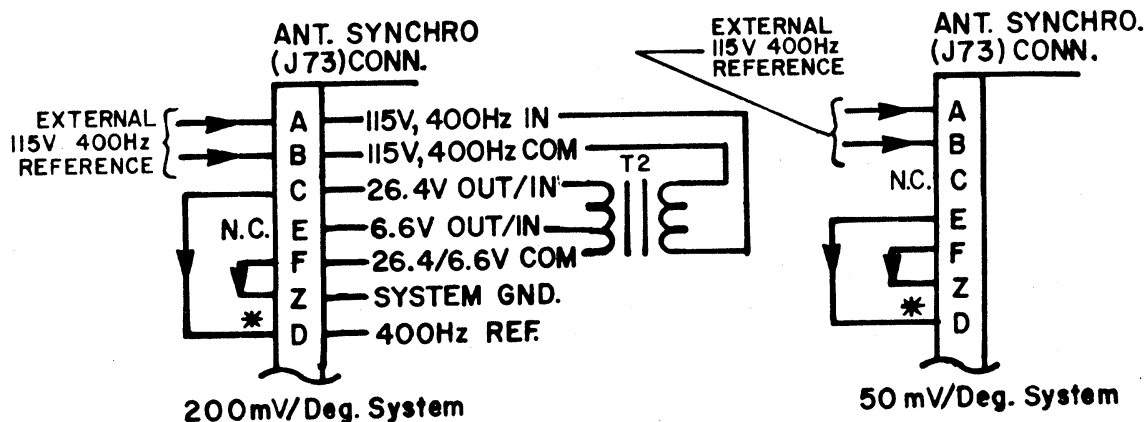 ANT. SYNCHRO
(J73) CONN.
EXTERNAL
115V 400Hz
REFERENCE
A 115V, 400Hz IN
B 115V, 400Hz COM
T2
C 26.4V OUT/IN
N.C. E 6.6V OUT/IN
F 26.4/6.6V COM
Z SYSTEM GND.
* D 400Hz REF.
200mV/Deg. System
EXTERNAL
115V 400Hz
REFERENCE
ANT. SYNCHRO.
(J73) CONN.
A
B
N.C. C
E
F
Z
* D
50 mV/Deg. System